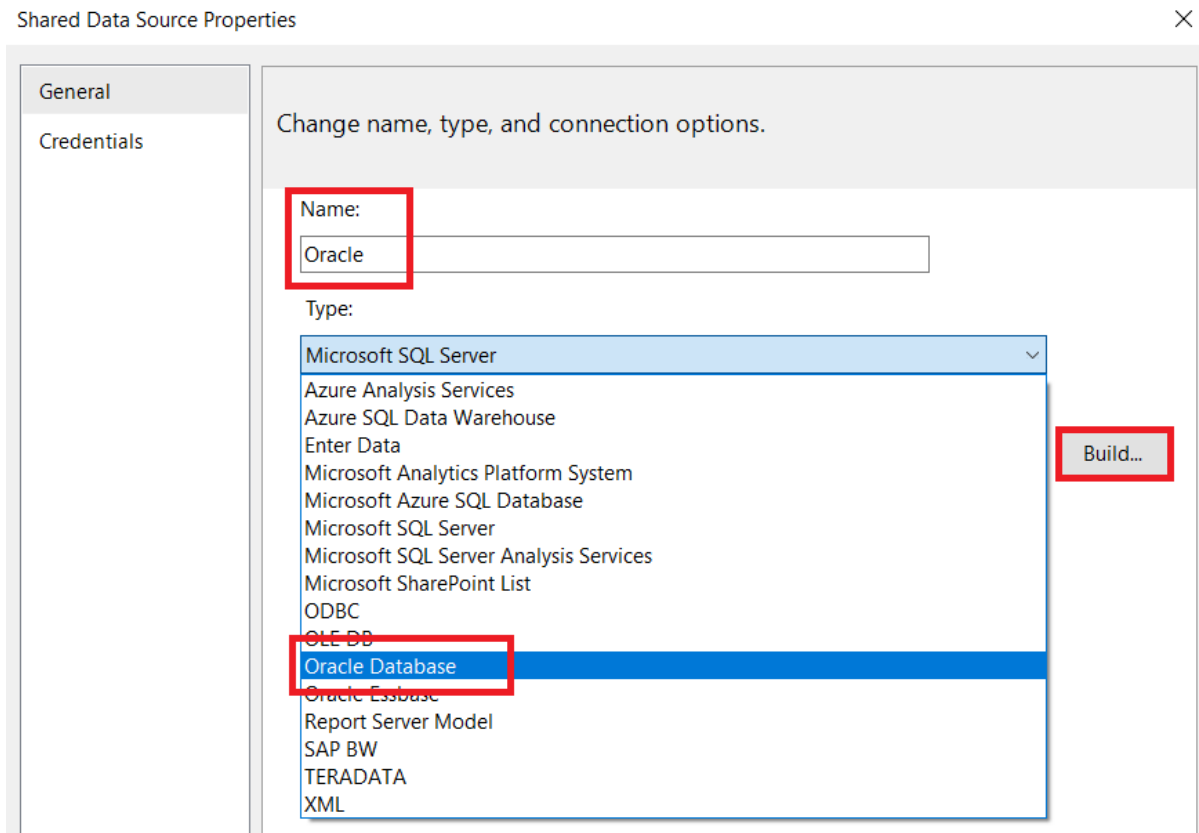 Shared Data Source Properties
General
Credentials
Change name, type, and connection options.
Name:
Oracle
Type:
Microsoft SQL Server
Azure Analysis Services
Azure SQL Data Warehouse
Enter Data
Microsoft Analytics Platform System
Microsoft Azure SQL Database
Microsoft SQL Server
Microsoft SQL Server Analysis Services
Microsoft SharePoint List
ODBC
OLE DB
Oracle Database
Oracle Essbase
Report Server Model
SAP BW
TERADATA
XML
Build...